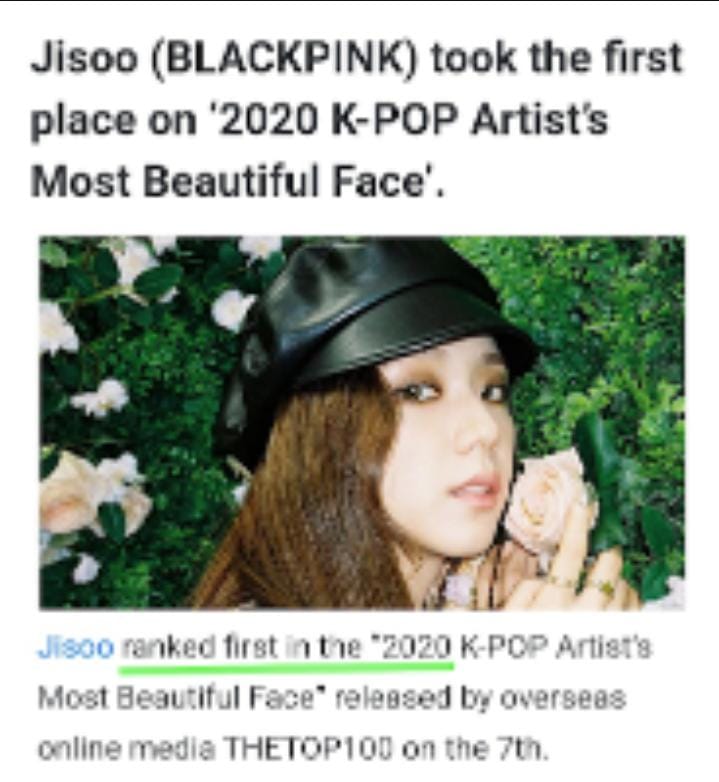 Jisoo (BLACKPINK) took the first
place on ‘2020 K-POP Artist’s
Most Beautiful Face’.
Jisoo ranked first in the "2020 K-POP Artist's
Most Beautiful Face" released by overseas
online media THETOP100 on the 7th.